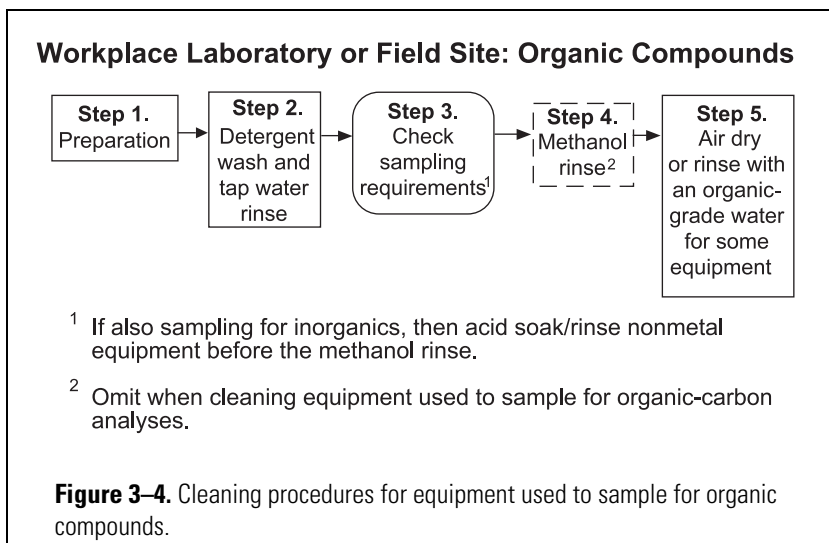 Workplace Laboratory or Field Site: Organic Compounds
Step 1.
Preparation
Step 2.
Detergent
wash and
tap water
rinse
Step 3.
Check
sampling
requirements1
Step 4.
Methanol
rinse2
Step 5.
Air dry
or rinse with
an organic-
grade water
for some
equipment
1 If also sampling for inorganics, then acid soak/rinse nonmetal
equipment before the methanol rinse.
2 Omit when cleaning equipment used to sample for organic-carbon
analyses.
Figure 3–4. Cleaning procedures for equipment used to sample for organic
compounds.